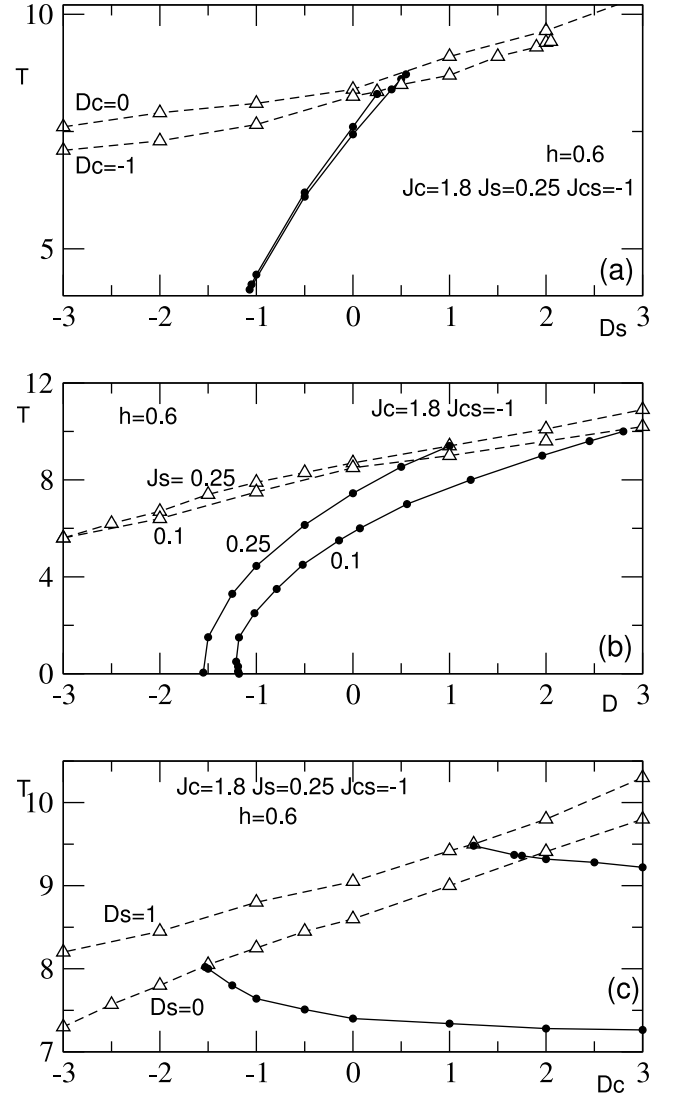 10
T
Dc=0
Dc=-1
h=0.6
Jc=1.8 Js=0.25 Jcs=-1
5
(a)
-3 -2 -1 0 1 2 3
Ds
12
T
h=0.6
Jc=1.8 Jcs=-1
8
Js= 0.25
0.1
0.25
0.1
4
(b)
0
-3 -2 -1 0 1 2 3
D
T
Jc=1.8 Js=0.25 Jcs=-1
10
h=0.6
9
Ds=1
8
Ds=0
(c)
7
-3 -2 -1 0 1 2 3
Dc